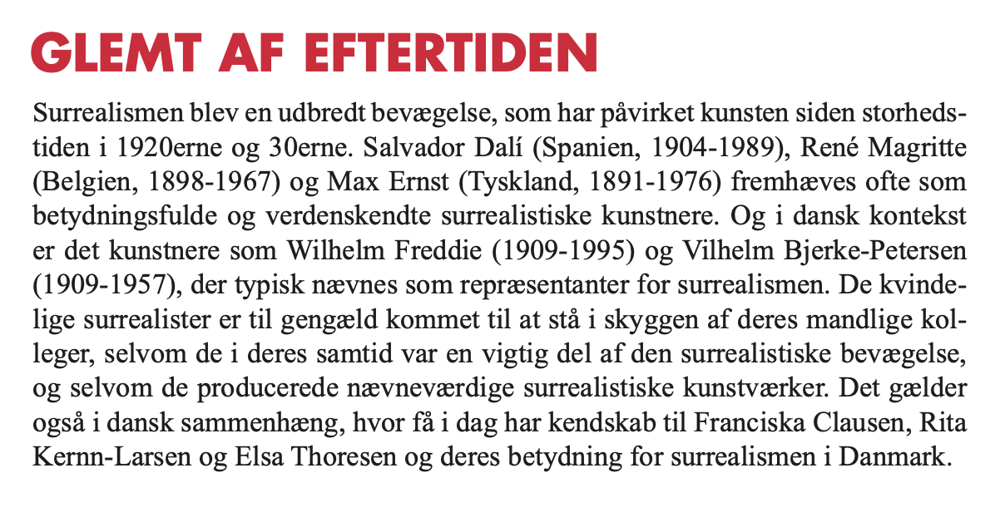 GLEMT AF EFTERTIDEN
Surrealismen blev en udbredt bevægelse, som har påvirket kunsten siden storheds-
tiden i 1920erne og 30erne. Salvador Dalí (Spanien, 1904-1989), René Magritte
(Belgien, 1898-1967) og Max Ernst (Tyskland, 1891-1976) fremhæves ofte som
betydningsfulde og verdenskendte surrealistiske kunstnere. Og i dansk kontekst
er det kunstnere som Wilhelm Freddie (1909-1995) og Vilhelm Bjerke-Petersen
(1909-1957), der typisk nævnes som repræsentanter for surrealismen. De kvinde-
lige surrealister er til gengæld kommet til at stå i skyggen af deres mandlige kol-
leger, selvom de i deres samtid var en vigtig del af den surrealistiske bevægelse,
og selvom de producerede nævneværdige surrealistiske kunstværker. Det gælder
også i dansk sammenhæng, hvor få i dag har kendskab til Franciska Clausen, Rita
Kernn-Larsen og Elsa Thoresen og deres betydning for surrealismen i Danmark.